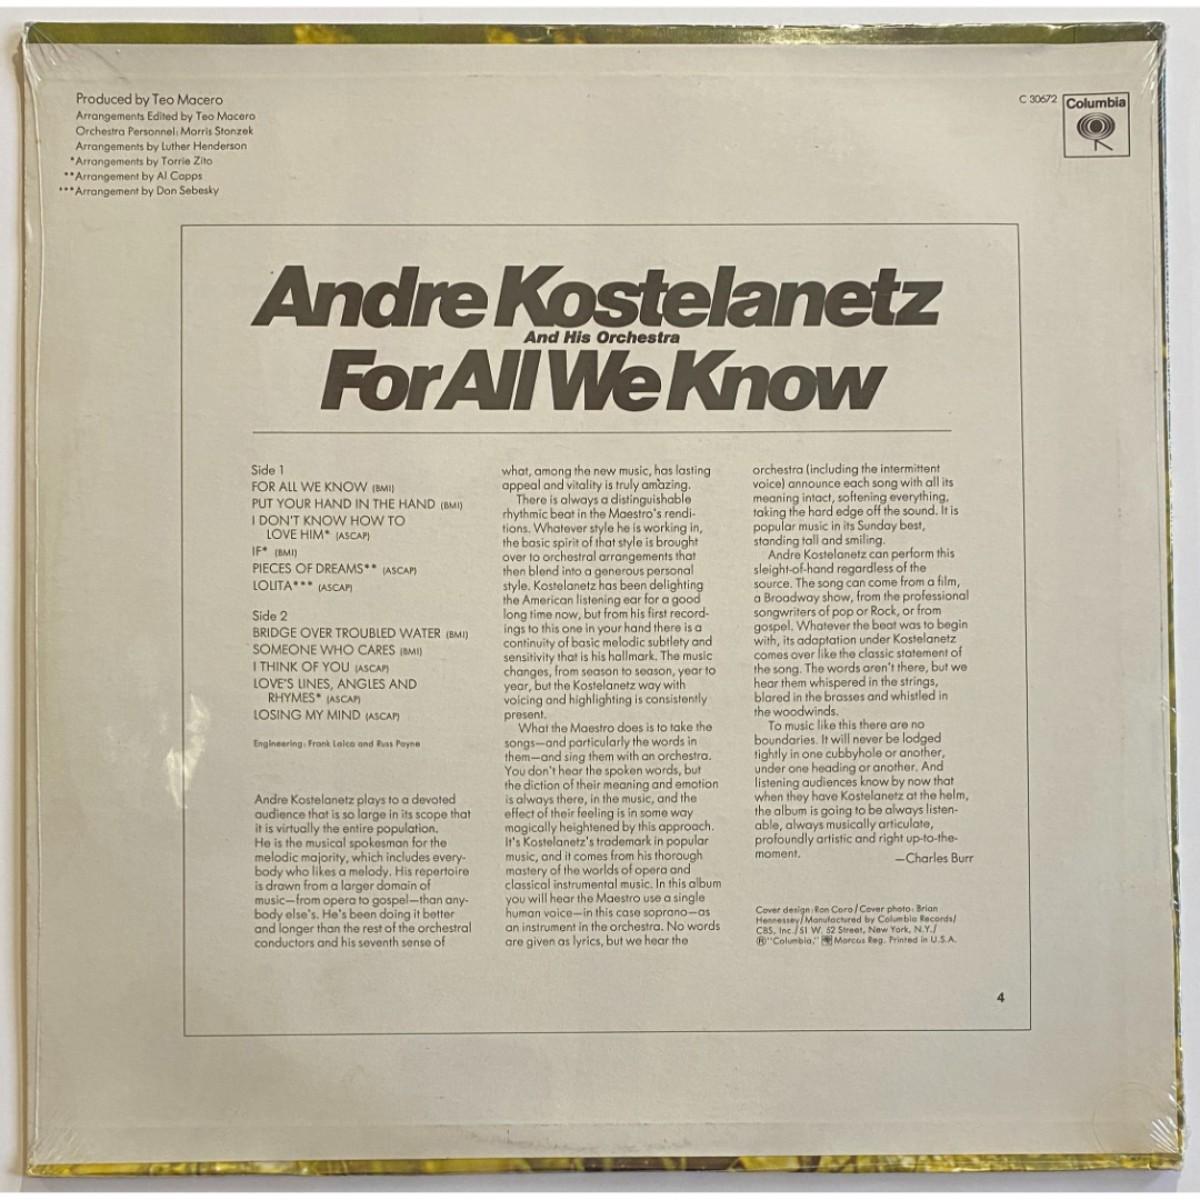 Produced by Teo Macero
Arrangements Edited by Teo Macero
Orchestra Personnel: Morris Stonzek
Arrangements by Luther Henderson
*Arrangements by Torrie Zito
**Arrangement by Al Capps
***Arrangement by Don Sebesky
C 30672
Columbia
Andre Kostelanetz
And His Orchestra
For All We Know
Side 1
FOR ALL WE KNOW (BMI)
PUT YOUR HAND IN THE HAND (BMI)
I DON'T KNOW HOW TO
LOVE HIM* (ASCAP)
IF* (BMI)
PIECES OF DREAMS** (ASCAP)
LOLITA*** (ASCAP)
Side 2
BRIDGE OVER TROUBLED WATER (BMI)
SOMEONE WHO CARES (BMI)
I THINK OF YOU (ASCAP)
LOVE'S LINES, ANGLES AND
RHYMES* (ASCAP)
LOSING MY MIND (ASCAP)
Engineering: Frank Laico and Russ Payne
Andre Kostelanetz plays to a devoted
audience that is so large in its scope that
it is virtually the entire population.
He is the musical spokesman for the
melodic majority, which includes every-
body who likes a melody. His repertoire
is drawn from a larger domain of
music—from opera to gospel—than any-
body else's. He's been doing it better
and longer than the rest of the orchestral
conductors and his seventh sense of
what, among the new music, has lasting
appeal and vitality is truly amazing.
There is always a distinguishable
rhythmic beat in the Maestro's rendi-
tions. Whatever style he is working in,
the basic spirit of that style is brought
over to orchestral arrangements that
then blend into a generous personal
style. Kostelanetz has been delighting
the American listening ear for a good
long time now, but from his first record-
ings to this one in your hand there is a
continuity of basic melodic subtlety and
sensitivity that is his hallmark. The music
changes, from season to season, year to
year, but the Kostelanetz way with
voicing and highlighting is consistently
present.
What the Maestro does is to take the
songs—and particularly the words in
them—and sing them with an orchestra.
You don't hear the spoken words, but
the diction of their meaning and emotion
is always there, in the music, and the
effect of their feeling is in some way
magically heightened by this approach.
It's Kostelanetz's trademark in popular
music, and it comes from his thorough
mastery of the worlds of opera and
classical instrumental music. In this album
you will hear the Maestro use a single
human voice—in this case soprano—as
an instrument in the orchestra. No words
are given as lyrics, but we hear the
orchestra (including the intermittent
voice) announce each song with all its
meaning intact, softening everything,
taking the hard edge off the sound. It is
popular music in its Sunday best,
standing tall and smiling.
Andre Kostelanetz can perform this
sleight-of-hand regardless of the
source. The song can come from a film,
a Broadway show, from the professional
songwriters of pop or Rock, or from
gospel. Whatever the beat was to begin
with, its adaptation under Kostelanetz
comes over like the classic statement of
the song. The words aren't there, but we
hear them whispered in the strings,
blared in the brasses and whistled in
the woodwinds.
To music like this there are no
boundaries. It will never be lodged
tightly in one cubbyhole or another,
under one heading or another. And
listening audiences know by now that
when they have Kostelanetz at the helm,
the album is going to be always listen-
able, always musically articulate,
profoundly artistic and right up-to-the-
moment.
—Charles Burr
Cover design: Ron Coro/Cover photo: Brian
Hennessey/Manufactured by Columbia Records/
CBS, Inc./51 W. 52 Street, New York, N.Y./
® "Columbia," Marcas Reg. Printed in U.S.A.
4